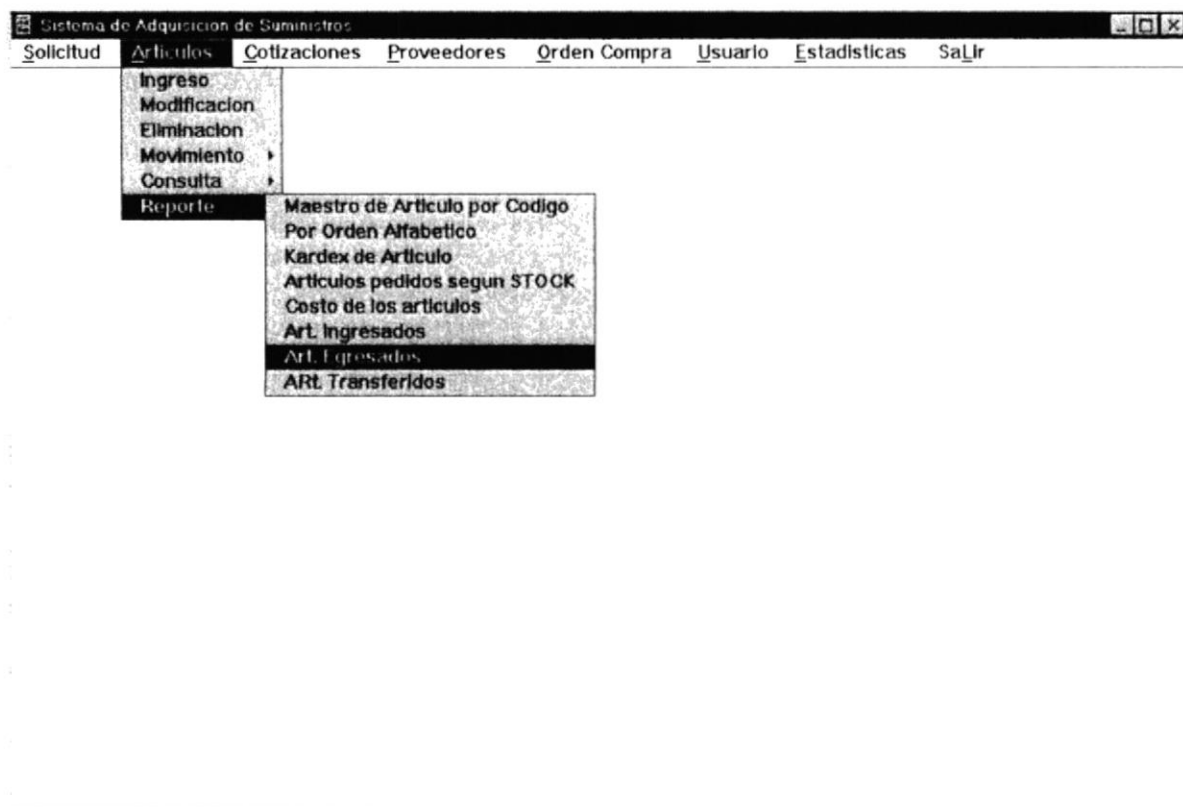 Sistema de Adquisicion de Suministros
Solicitud Articulos Cotizaciones Proveedores Orden Compra Usuario Estadisticas SaLir
Ingreso
Modificacion
Eliminacion
Movimiento
Consulta
Reporte
Maestro de Articulo por Codigo
Por Orden Alfabetico
Kardex de Articulo
Articulos pedidos segun STOCK
Costo de los articulos
Art. Ingresados
Art. Egresados
ARt. Transferidos